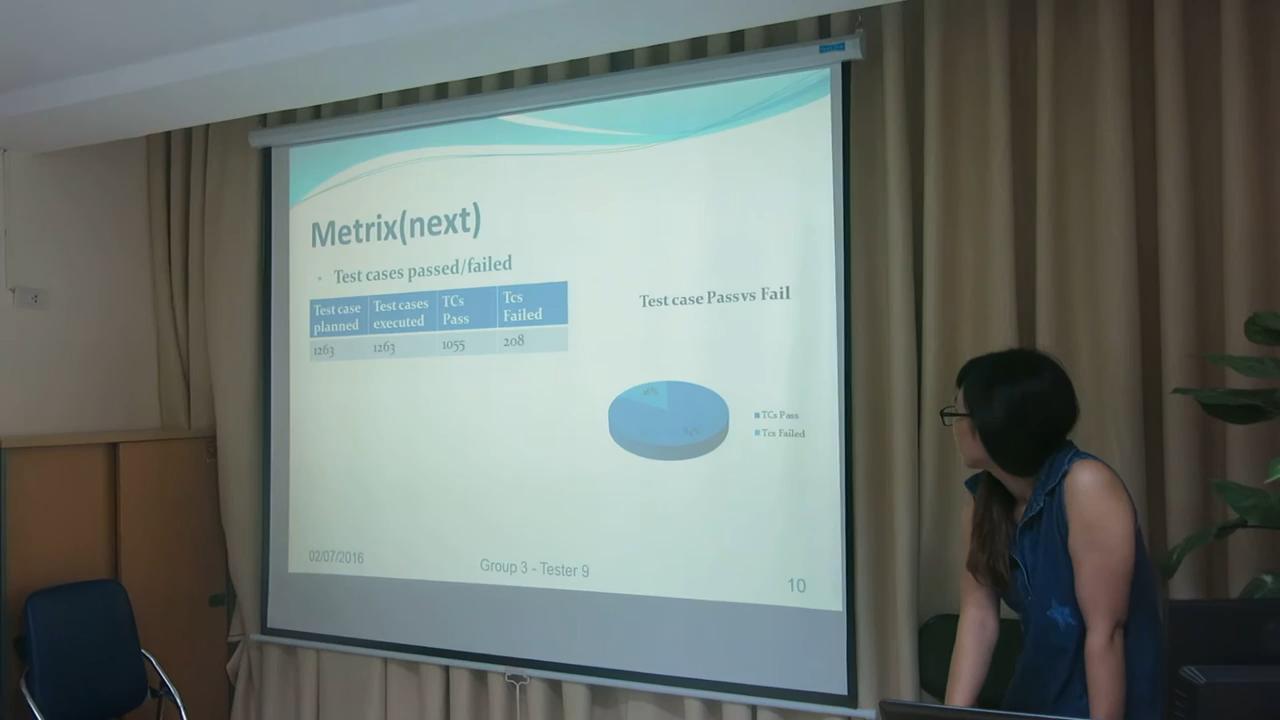 Metrix(next)
Test cases passed/failed
Test case planned
Test cases executed
TCs Pass
Tcs Failed
1263
1263
1055
208
Test case Pass vs Fail
TCs Pass
Tcs Failed
02/07/2016
Group 3 - Tester 9
10